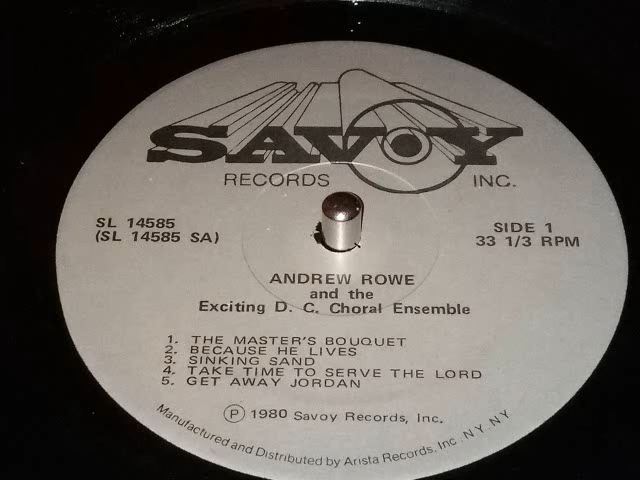 SAVOY
RECORDS INC.
SL 14585
(SL 14585 SA)
SIDE 1
33 1/3 RPM
ANDREW ROWE
and the
Exciting D. C. Choral Ensemble
1. THE MASTER'S BOUQUET
2. BECAUSE HE LIVES
3. SINKING SAND
4. TAKE TIME TO SERVE THE LORD
5. GET AWAY JORDAN
Ⓟ 1980 Savoy Records, Inc.
Manufactured and Distributed by Arista Records, Inc · N.Y. · NY